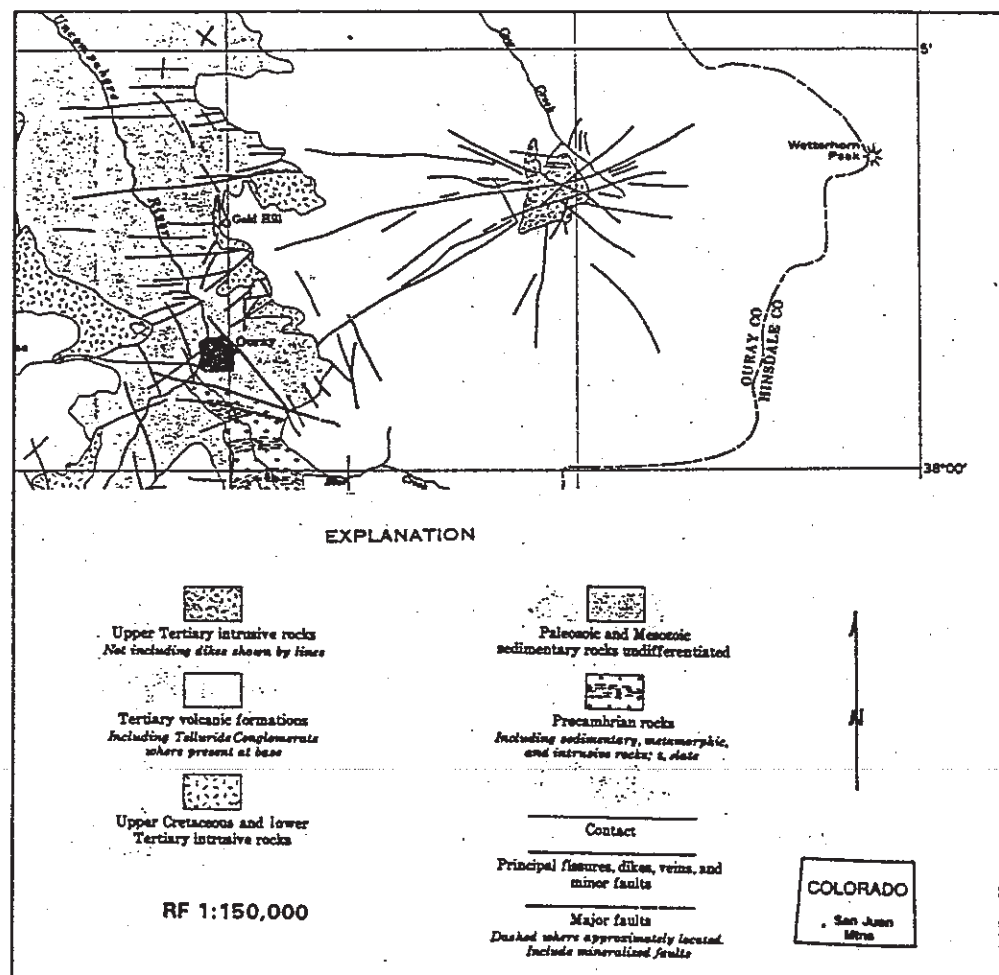 Uncompahgre
River
Cow
Creek
5'
Wetterhorn
Peak
Gold Hill
Ouray
OURAY CO
HINSDALE CO
38°00'
EXPLANATION
Upper Tertiary intrusive rocks
Not including dikes shown by lines
Tertiary volcanic formations
Including Telluride Conglomerate
where present at base
Upper Cretaceous and lower
Tertiary intrusive rocks
RF 1:150,000
Paleozoic and Mesozoic
sedimentary rocks undifferentiated
Precambrian rocks
Including sedimentary, metamorphic,
and intrusive rocks; s, slate
Contact
Principal fissures, dikes, veins, and
minor faults
Major faults
Dashed where approximately located.
Include mineralized faults
N
COLORADO
San Juan
Mtns